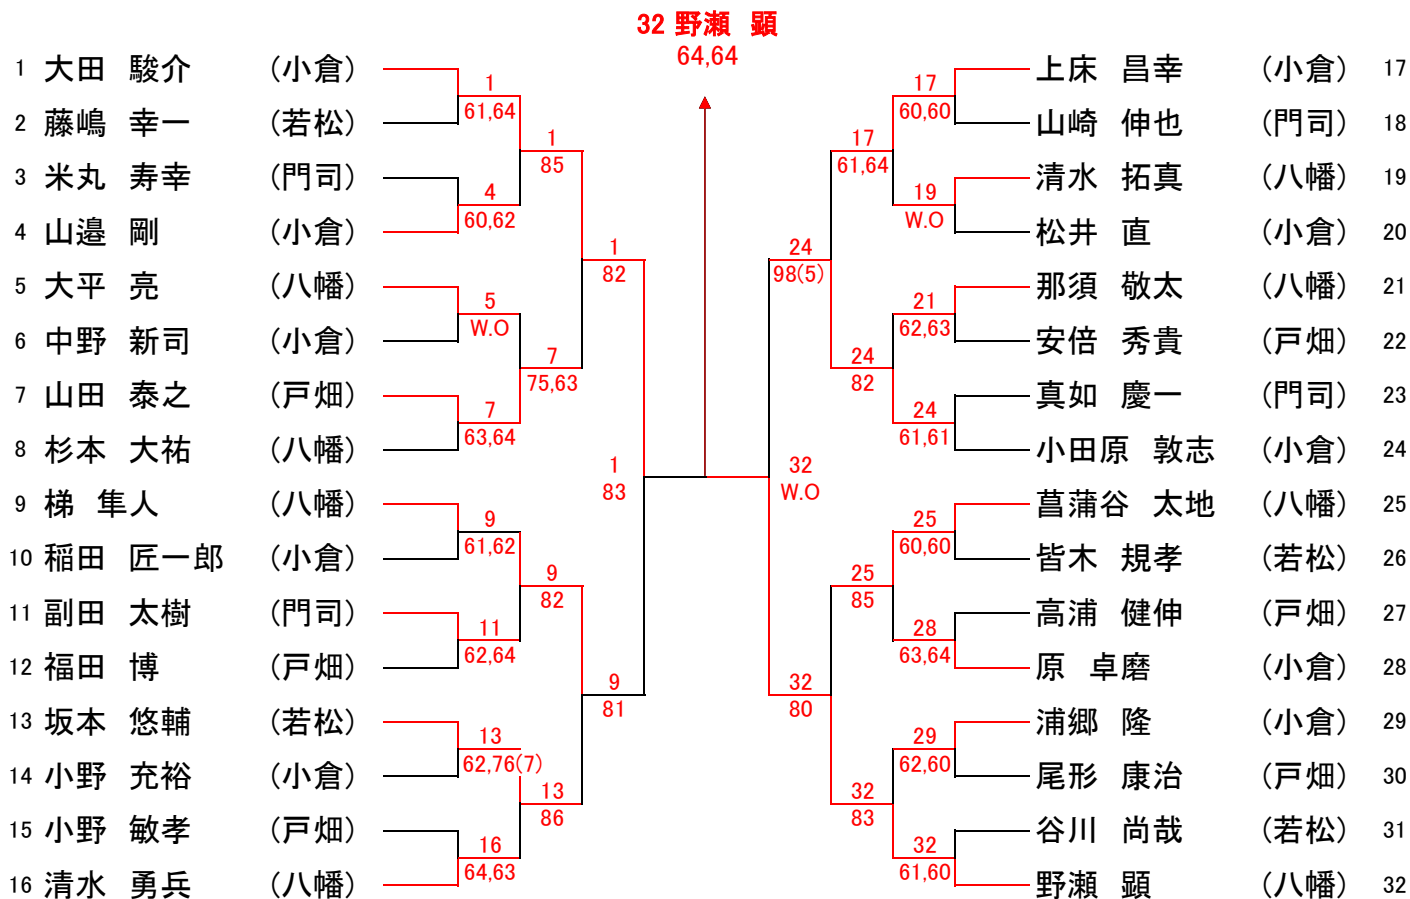 32 野瀬 顕
64,64
1 大田 駿介 (小倉)
2 藤嶋 幸一 (若松)
3 米丸 寿幸 (門司)
4 山邉 剛 (小倉)
5 大平 亮 (八幡)
6 中野 新司 (小倉)
7 山田 泰之 (戸畑)
8 杉本 大祐 (八幡)
9 梯 隼人 (八幡)
10 稲田 匠一郎 (小倉)
11 副田 太樹 (門司)
12 福田 博 (戸畑)
13 坂本 悠輔 (若松)
14 小野 充裕 (小倉)
15 小野 敏孝 (戸畑)
16 清水 勇兵 (八幡)
1
61,64
4
60,62
5
W.O
7
63,64
9
61,62
11
62,64
13
62,76(7)
16
64,63
1
85
7
75,63
9
82
13
86
1
82
9
81
1
83
32
W.O
24
98(5)
32
80
17
61,64
24
82
25
85
32
83
17
60,60
19
W.O
21
62,63
24
61,61
25
60,60
28
63,64
29
62,60
32
61,60
上床 昌幸 (小倉) 17
山崎 伸也 (門司) 18
清水 拓真 (八幡) 19
松井 直 (小倉) 20
那須 敬太 (八幡) 21
安倍 秀貴 (戸畑) 22
真如 慶一 (門司) 23
小田原 敦志 (小倉) 24
菖蒲谷 太地 (八幡) 25
皆木 規孝 (若松) 26
高浦 健伸 (戸畑) 27
原 卓磨 (小倉) 28
浦郷 隆 (小倉) 29
尾形 康治 (戸畑) 30
谷川 尚哉 (若松) 31
野瀬 顕 (八幡) 32